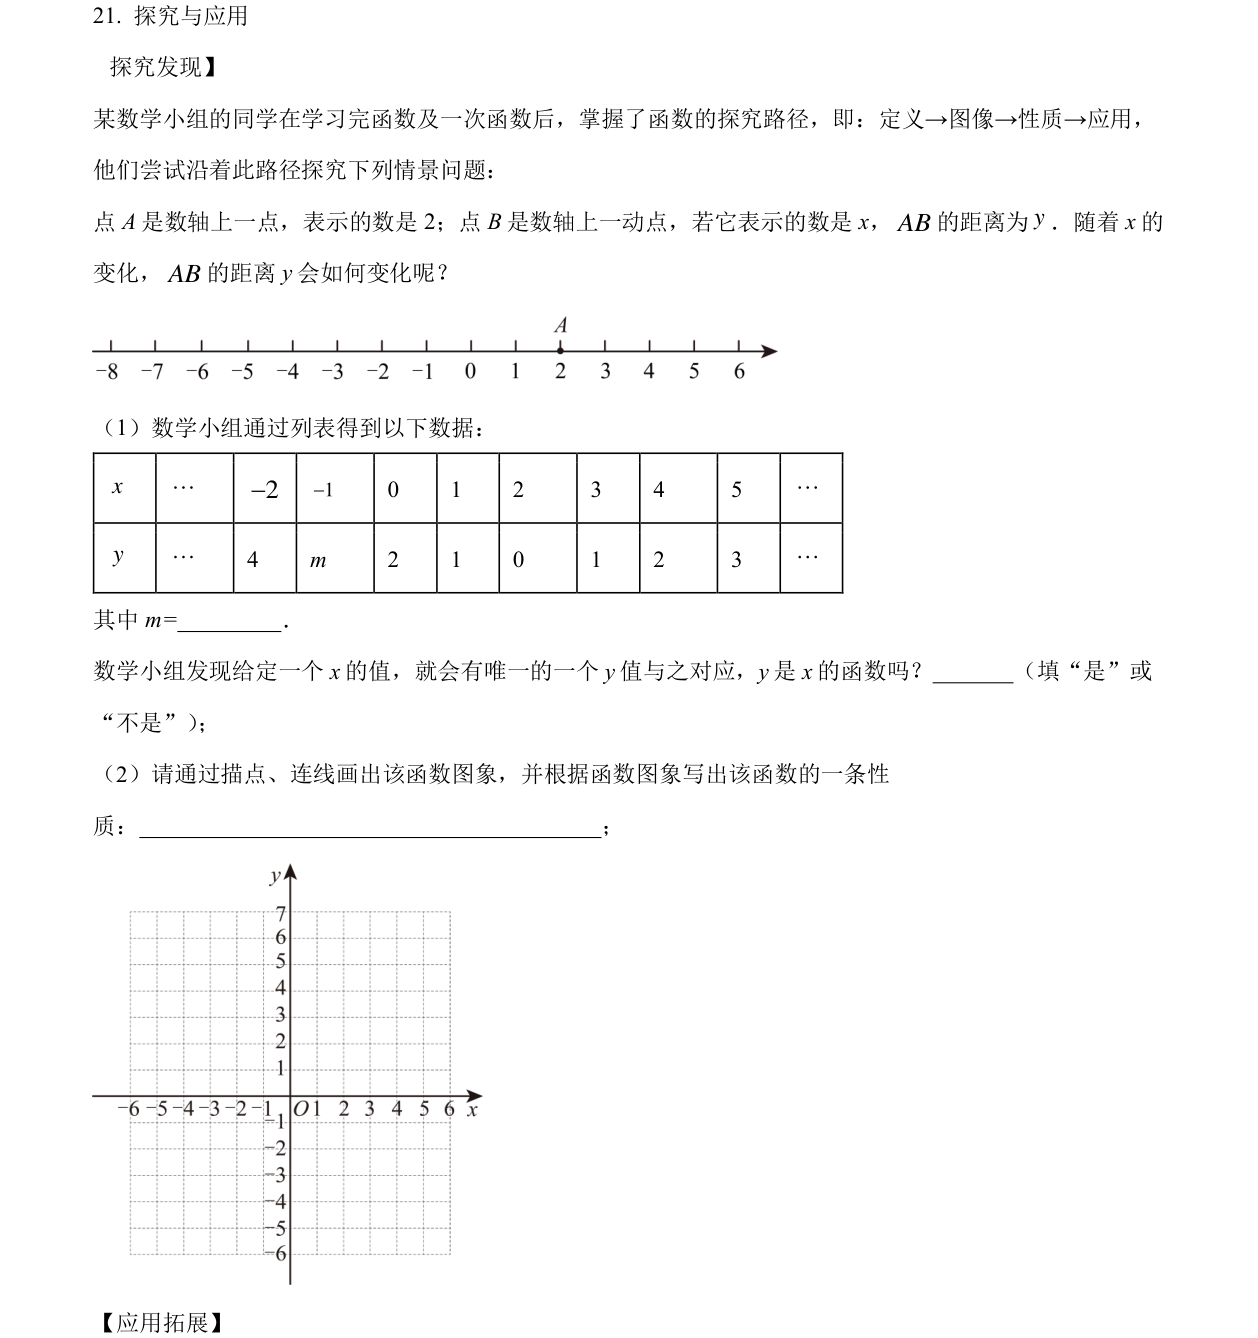 21. 探究与应用
探究发现】
某数学小组的同学在学习完函数及一次函数后，掌握了函数的探究路径，即：定义→图像→性质→应用，
他们尝试沿着此路径探究下列情景问题：
点 A 是数轴上一点，表示的数是 2；点 B 是数轴上一动点，若它表示的数是 x， AB 的距离为 y．随着 x 的
变化， AB 的距离 y 会如何变化呢？
A
−8 −7 −6 −5 −4 −3 −2 −1 0 1 2 3 4 5 6
（1）数学小组通过列表得到以下数据：
x … −2 −1 0 1 2 3 4 5 …
y … 4 m 2 1 0 1 2 3 …
其中 m=_________．
数学小组发现给定一个 x 的值，就会有唯一的一个 y 值与之对应，y 是 x 的函数吗？_______（填“是”或
“不是”）；
（2）请通过描点、连线画出该函数图象，并根据函数图象写出该函数的一条性
质：________________________________________；
y
7
6
5
4
3
2
1
−6 −5 −4 −3 −2 −1 O 1 2 3 4 5 6 x
−1
−2
−3
−4
−5
−6
【应用拓展】